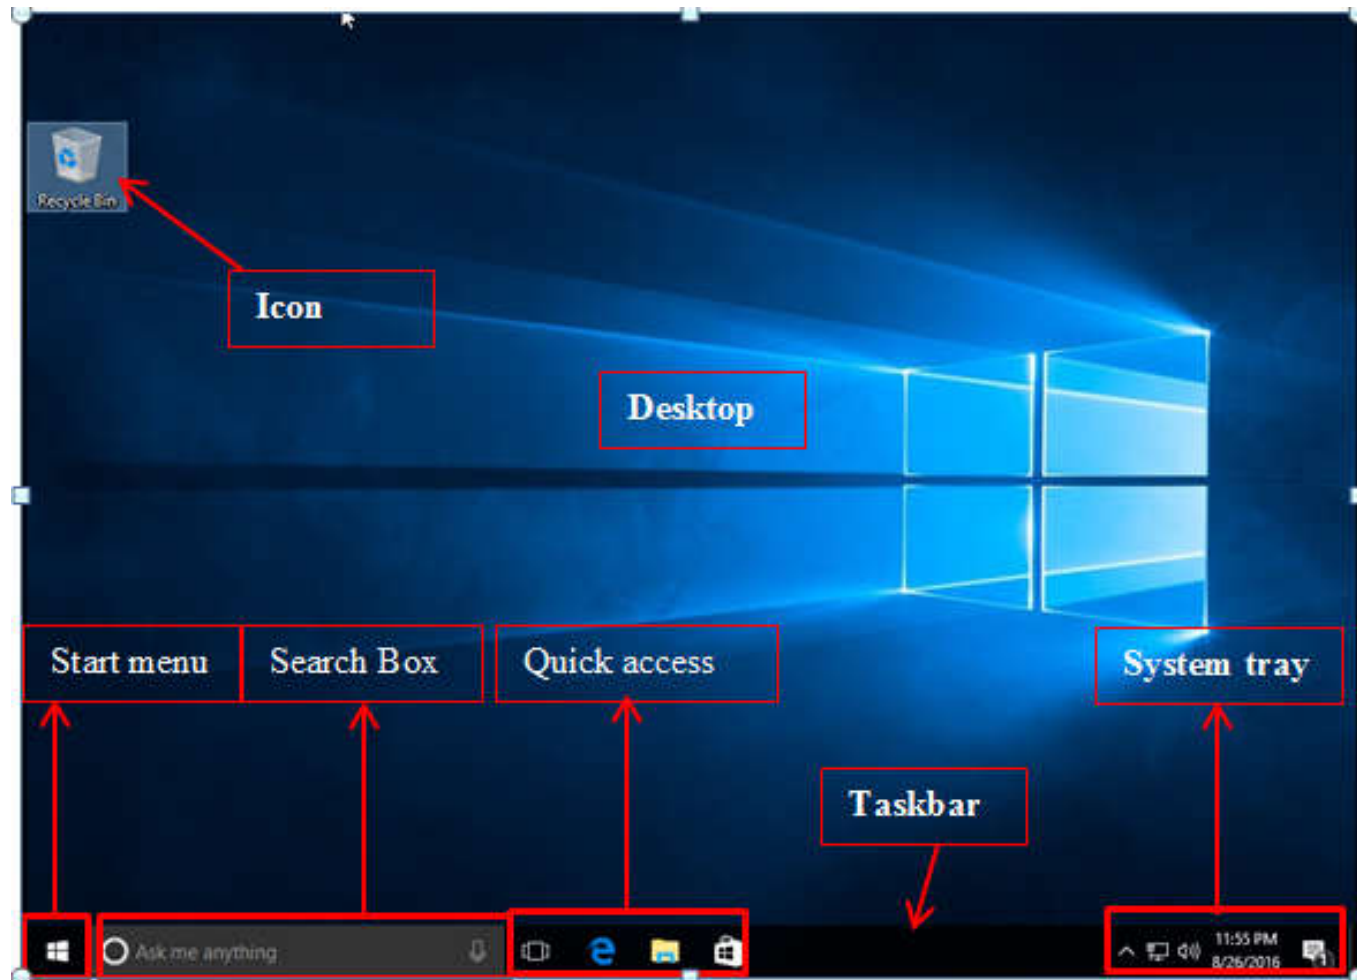 Recycle Bin
Icon
Desktop
Start menu
Search Box
Quick access
System tray
Taskbar
Ask me anything
11:55 PM
8/26/2016
1